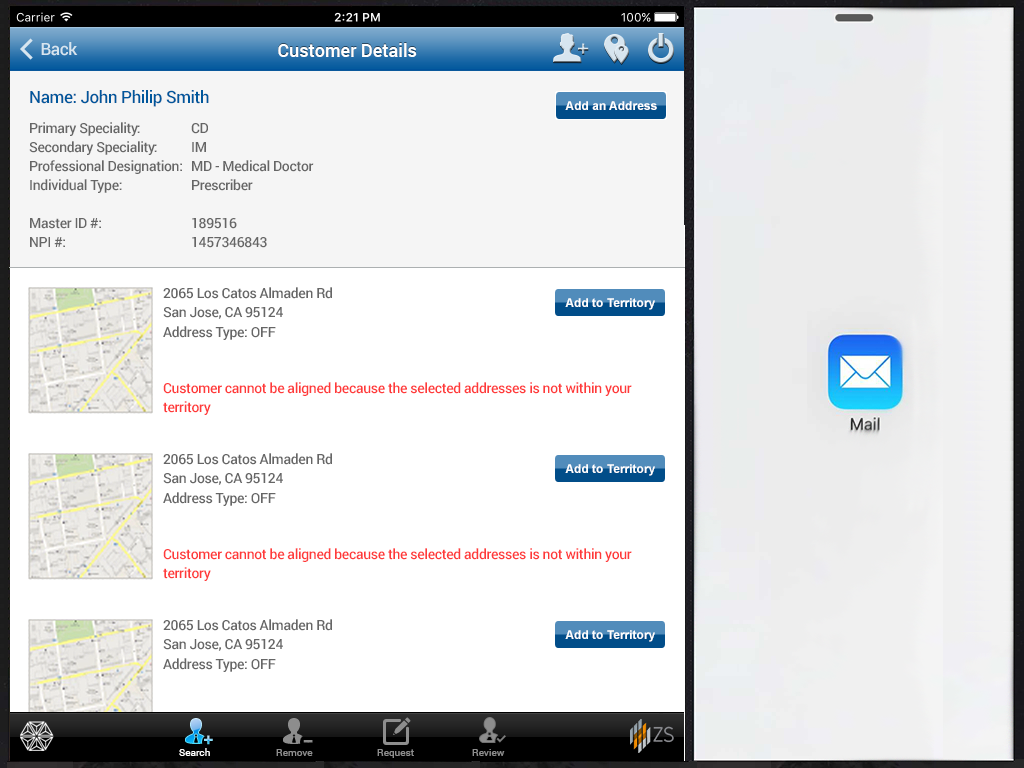 Carrier 2:21 PM 100%
Back Customer Details
Name: John Philip Smith
Add an Address
Primary Speciality: CD
Secondary Speciality: IM
Professional Designation: MD - Medical Doctor
Individual Type: Prescriber
Master ID #: 189516
NPI #: 1457346843
2065 Los Catos Almaden Rd
San Jose, CA 95124
Address Type: OFF
Add to Territory
Customer cannot be aligned because the selected addresses is not within your
territory
2065 Los Catos Almaden Rd
San Jose, CA 95124
Address Type: OFF
Add to Territory
Customer cannot be aligned because the selected addresses is not within your
territory
2065 Los Catos Almaden Rd
San Jose, CA 95124
Address Type: OFF
Add to Territory
Search Remove Request Review ZS
Mail